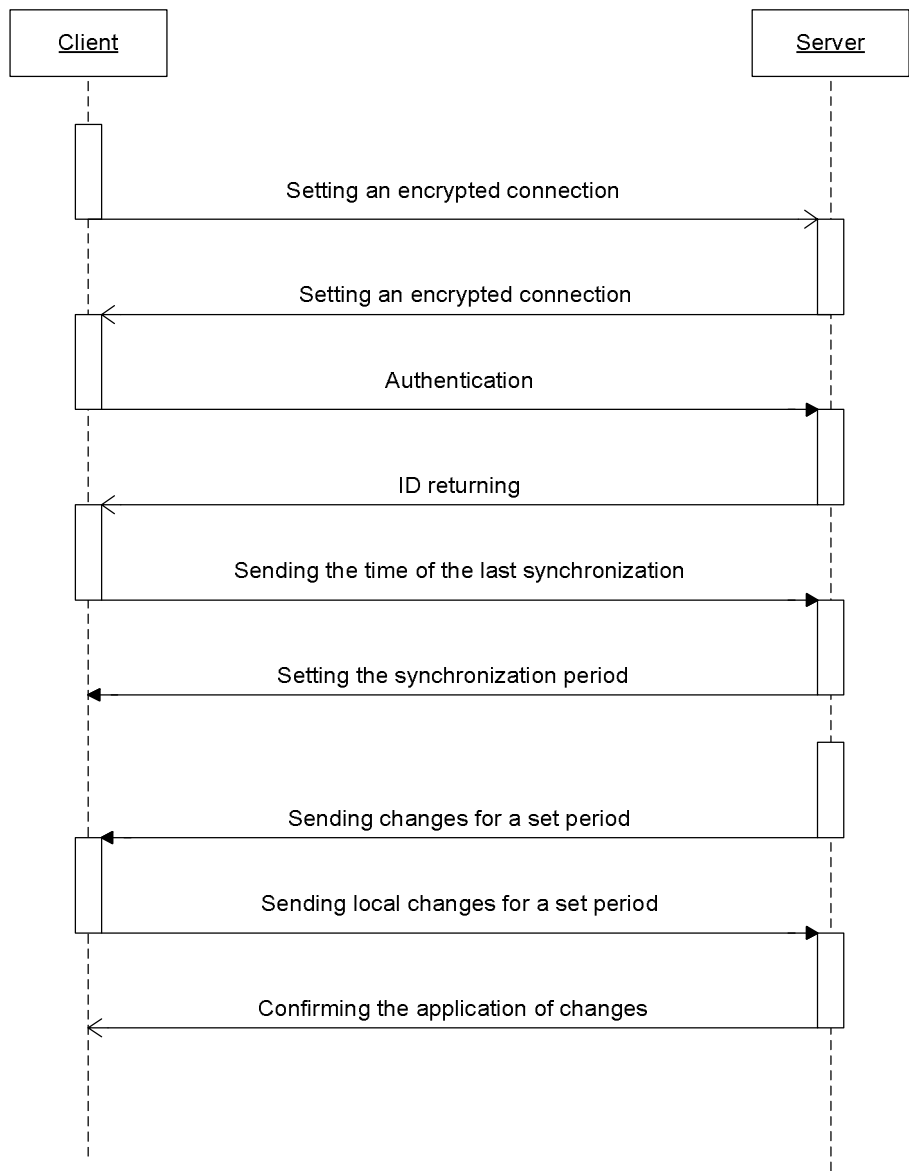 Client
Server
Setting an encrypted connection
Setting an encrypted connection
Authentication
ID returning
Sending the time of the last synchronization
Setting the synchronization period
Sending changes for a set period
Sending local changes for a set period
Confirming the application of changes